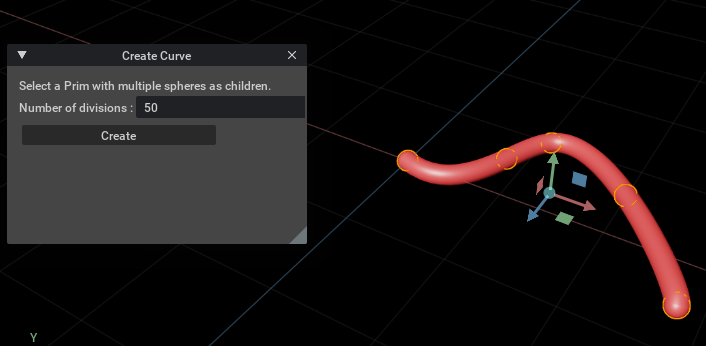 Create Curve
Select a Prim with multiple spheres as children.
Number of divisions : 50
Create
Y